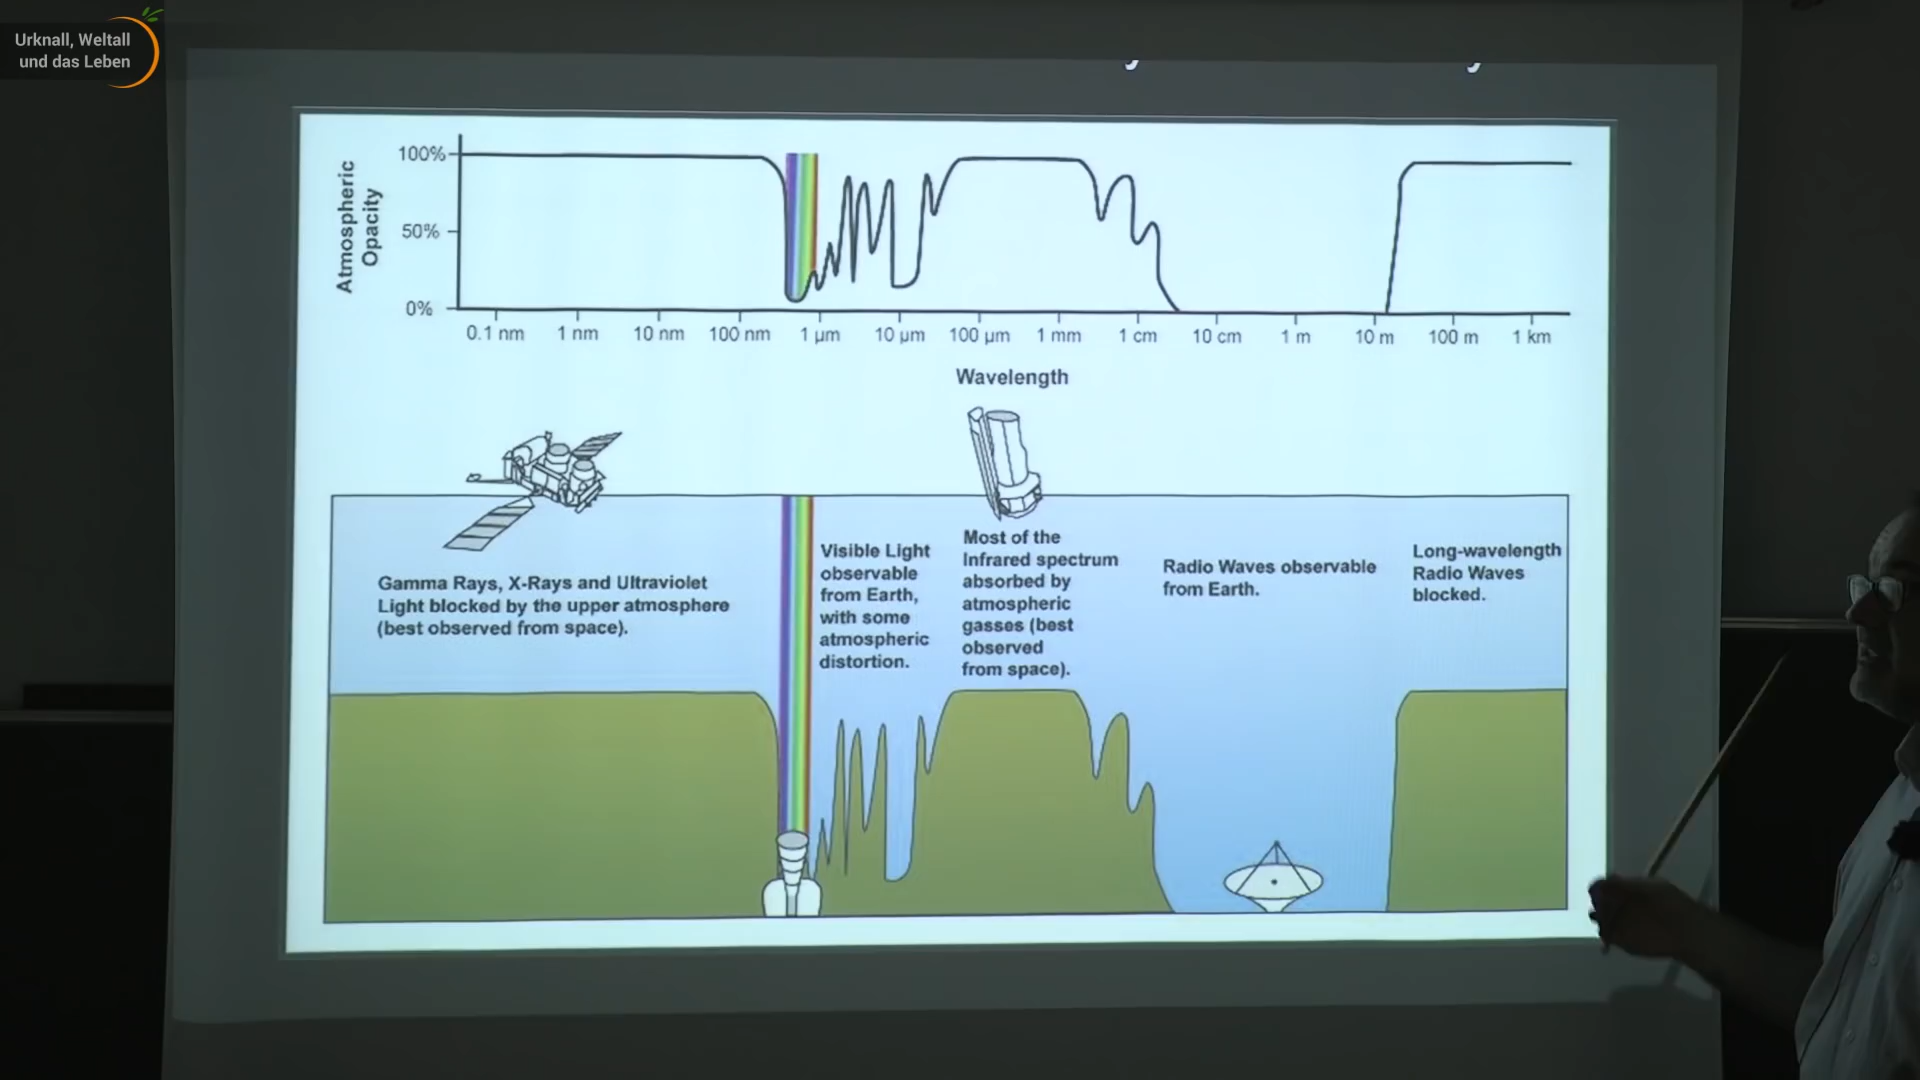 Urknall, Weltall
und das Leben
Atmospheric
Opacity
100%
50%
0%
0.1 nm 1 nm 10 nm 100 nm 1 µm 10 µm 100 µm 1 mm 1 cm 10 cm 1 m 10 m 100 m 1 km
Wavelength
Gamma Rays, X-Rays and Ultraviolet
Light blocked by the upper atmosphere
(best observed from space).
Visible Light
observable
from Earth,
with some
atmospheric
distortion.
Most of the
Infrared spectrum
absorbed by
atmospheric
gasses (best
observed
from space).
Radio Waves observable
from Earth.
Long-wavelength
Radio Waves
blocked.